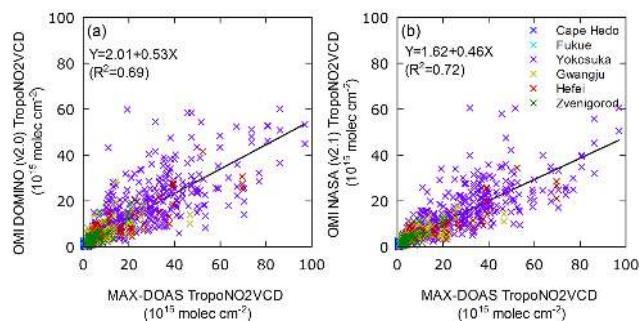 (a)
Y=2.01+0.53X
(R²=0.69)
100
80
60
40
20
0
0 20 40 60 80 100
OMI DOMINO (v2.0) TropoNO2VCD
(10¹⁵ molec cm⁻²)
MAX-DOAS TropoNO2VCD
(10¹⁵ molec cm⁻²)
(b)
Y=1.62+0.46X
(R²=0.72)
Cape Hedo
Fukue
Yokosuka
Gwangju
Hefei
Zvenigorod
100
80
60
40
20
0
0 20 40 60 80 100
OMI NASA (v2.1) TropoNO2VCD
(10¹⁵ molec cm⁻²)
MAX-DOAS TropoNO2VCD
(10¹⁵ molec cm⁻²)